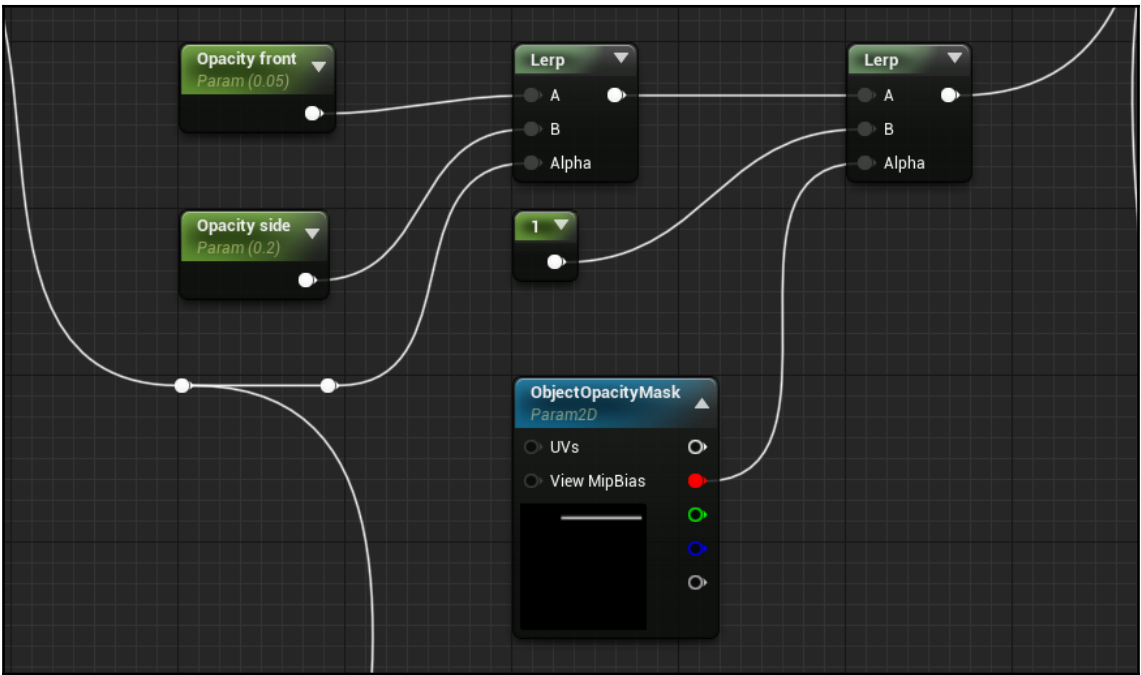 Opacity front
Param (0.05)
Lerp
A
B
Alpha
Lerp
A
B
Alpha
Opacity side
Param (0.2)
1
ObjectOpacityMask
Param2D
UVs
View MipBias